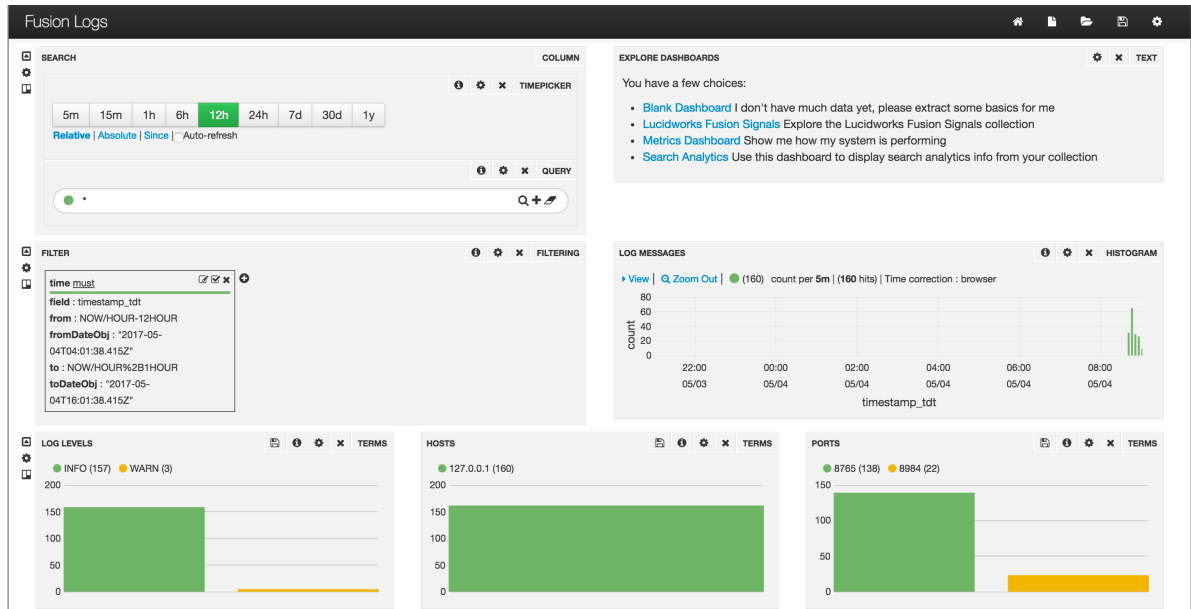 Fusion Logs
SEARCH
COLUMN
TIMEPICKER
5m 15m 1h 6h 12h 24h 7d 30d 1y
Relative | Absolute | Since | Auto-refresh
QUERY
*
EXPLORE DASHBOARDS
TEXT
You have a few choices:
• Blank Dashboard I don't have much data yet, please extract some basics for me
• Lucidworks Fusion Signals Explore the Lucidworks Fusion Signals collection
• Metrics Dashboard Show me how my system is performing
• Search Analytics Use this dashboard to display search analytics info from your collection
FILTER
FILTERING
time must
field : timestamp_tdt
from : NOW/HOUR-12HOUR
fromDateObj : "2017-05-
04T04:01:38.415Z"
to : NOW/HOUR%2B1HOUR
toDateObj : "2017-05-
04T16:01:38.415Z"
LOG MESSAGES
HISTOGRAM
View | Zoom Out | (160) count per 5m | (160 hits) | Time correction : browser
count
80
60
40
20
0
22:00 00:00 02:00 04:00 06:00 08:00
05/03 05/04 05/04 05/04 05/04 05/04
timestamp_tdt
LOG LEVELS
TERMS
INFO (157) WARN (3)
200
150
100
50
0
HOSTS
TERMS
127.0.0.1 (160)
200
150
100
50
0
PORTS
TERMS
8765 (138) 8984 (22)
150
100
50
0